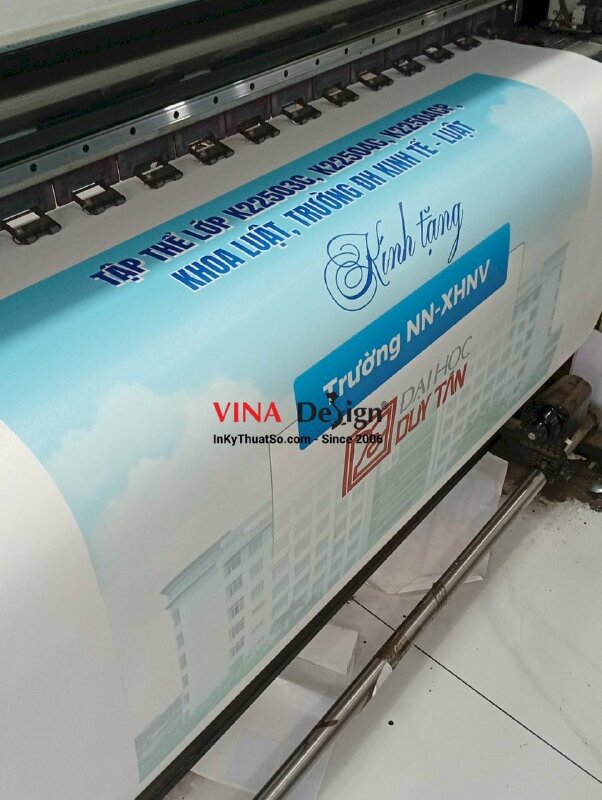 TẬP THỂ LỚP K22503C, K22504C, K22504CP,
KHOA LUẬT, TRƯỜNG ĐH KINH TẾ - LUẬT
Kính tặng
Trường NN-XHNV
ĐẠI HỌC
DUY TÂN
VINA Design®
InKyThuatSo.com - Since 2006